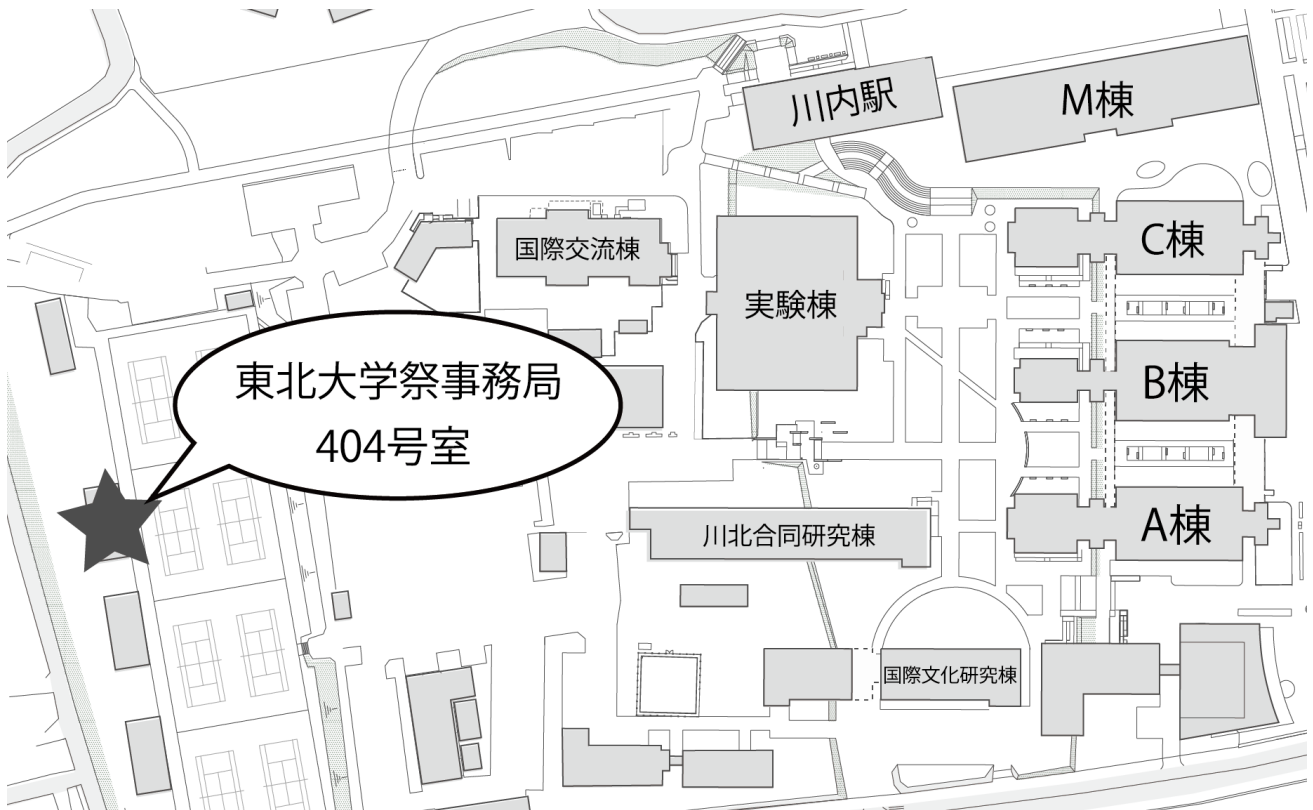 川内駅
M棟
国際交流棟
C棟
実験棟
東北大学祭事務局
404号室
B棟
A棟
川北合同研究棟
国際文化研究棟